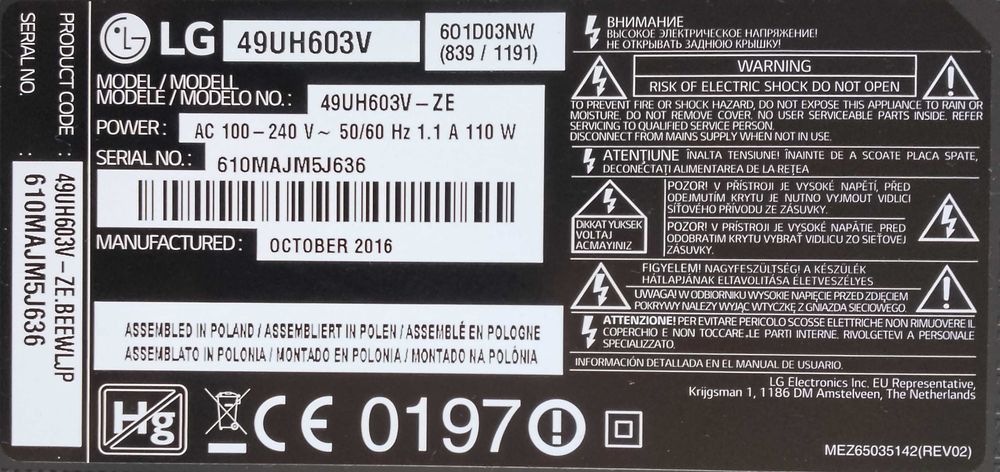 PRODUCT CODE : 49UH603V-ZE.BEEWLJP
SERIAL NO. : 610MAJM5J636
LG 49UH603V
601D03NW
(839 / 1191)
MODEL / MODELL
MODELE / MODELO NO. : 49UH603V-ZE
POWER : AC 100-240 V~ 50/60 Hz 1.1 A 110 W
SERIAL NO. : 610MAJM5J636
MANUFACTURED : OCTOBER 2016
ASSEMBLED IN POLAND / ASSEMBLIERT IN POLEN / ASSEMBLÉ EN POLOGNE
ASSEMBLATO IN POLONIA / MONTADO EN POLONIA / MONTADO NA POLÓNIA
Hg
CE 0197
ВНИМАНИЕ
ВЫСОКОЕ ЭЛЕКТРИЧЕСКОЕ НАПРЯЖЕНИЕ!
НЕ ОТКРЫВАТЬ ЗАДНЮЮ КРЫШКУ!
WARNING
RISK OF ELECTRIC SHOCK DO NOT OPEN
TO PREVENT FIRE OR SHOCK HAZARD, DO NOT EXPOSE THIS APPLIANCE TO RAIN OR
MOISTURE, DO NOT REMOVE COVER. NO USER SERVICEABLE PARTS INSIDE. REFER
SERVICING TO QUALIFIED SERVICE PERSON.
DISCONNECT FROM MAINS SUPPLY WHEN NOT IN USE.
ATENȚIUNE ÎNALTA TENSIUNE! ÎNAINTE DE A SCOATE PLACA SPATE,
DECONECTAȚI ALIMENTAREA DE LA REȚEA
DIKKAT YUKSEK
VOLTAJ
ACMAYINIZ
POZOR! V PŘÍSTROJI JE VYSOKÉ NAPĚTÍ, PŘED
ODEJMUTÍM KRYTU JE NUTNO VYJMOUT VIDLICI
SÍŤOVÉHO PŘÍVODU ZE ZÁSUVKY.
POZOR! V PRÍSTROJI JE VYSOKÉ NAPÄTIE. PRED
ODOBRATIM KRYTU VYBRAŤ VIDLICU ZO SIEŤOVEJ
ZÁSUVKY.
FIGYELEM! NAGYFESZÜLTSÉG! A KÉSZÜLÉK
HÁTLAPJÁNAK ELTAVOLÍTÁSA ÉLETVESZÉLYES
UWAGA! W ODBIORNIKU WYSOKIE NAPIĘCIE PRZED ZDJĘCIEM
POKRYWY NALEŻY WYJĄC WTYCZKĘ Z GNIAZDA SIECIOWEGO.
ATTENZIONE! PER EVITARE PERICOLO SCOSSE ELETTRICHE NON RIMUOVERE IL
COPERCHIO E NON TOCCARE .LE PARTI INTERNE. RIVOLGETEVI A PERSONALE
SPECIALIZZATO.
INFORMACIÓN DETALLADA EN EL MANUAL DE USUARIO.
LG Electronics Inc. EU Representative,
Krijgsman 1, 1186 DM Amstelveen, The Netherlands
MEZ65035142(REV02)